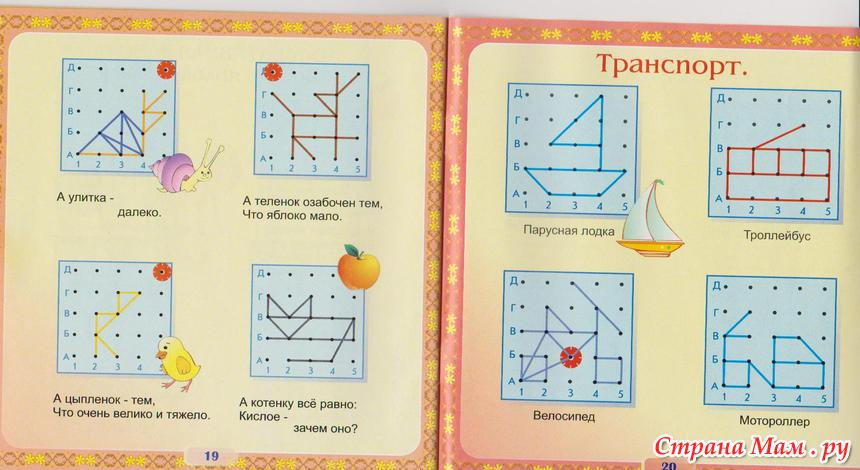 Д
Г
В
Б
А
1 2 3 4
А улитка -
далеко.
Д
Г
В
Б
А
1 2 3 4 5
А теленок озабочен тем,
Что яблоко мало.
Д
Г
В
Б
А
1 2 3 4
А цыпленок - тем,
Что очень велико и тяжело.
Д
Г
В
Б
А
1 2 3 4 5
А котенку всё равно:
Кислое -
зачем оно?
19
Транспорт.
Д
Г
В
Б
А
1 2 3 4 5
Парусная лодка
Д
Г
В
Б
А
1 2 3 4 5
Троллейбус
Д
Г
В
Б
А
1 2 3 4 5
Велосипед
Д
Г
В
Б
А
1 2 3 4 5
Мотороллер
20
Страна Мам.ру